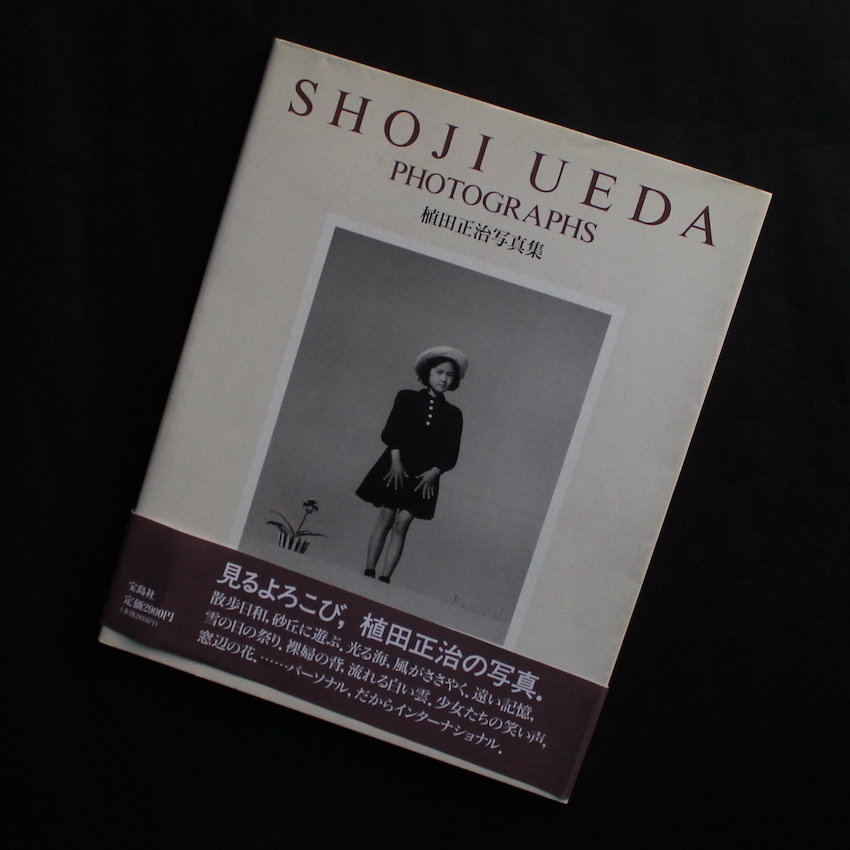 SHOJI UEDA
PHOTOGRAPHS
植田正治写真集
見るよろこび，植田正治の写真．
散歩日和，砂丘に遊ぶ，光る海，風がささやく，遠い記憶，
雪の日の祭り，裸婦の背，流れる白い雲，少女たちの笑い声，
窓辺の花，……パーソナル，だからインターナショナル．
宝島社
定価2900円